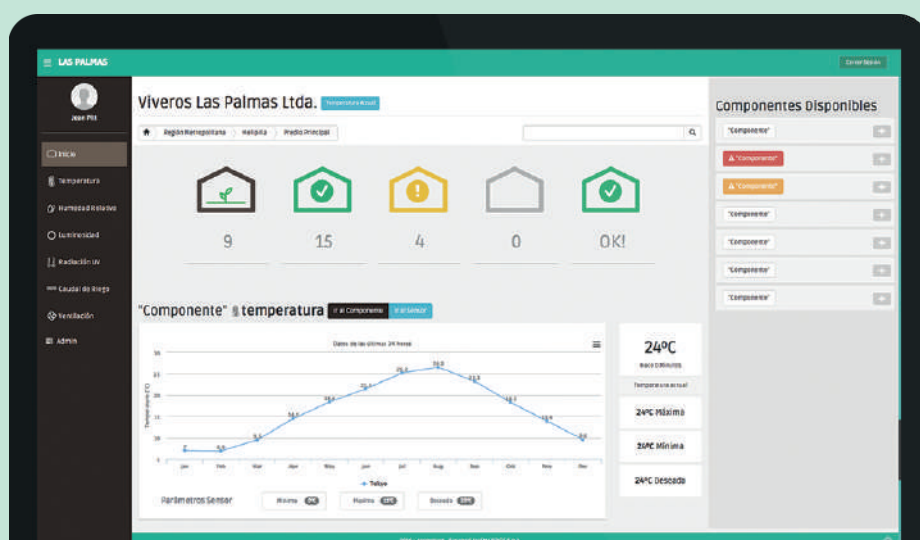 LAS PALMAS
Cerrar Sesión
Jean Pitt
Inicio
Temperatura
Humedad Relativa
Luminosidad
Radiación UV
Caudal de Riego
Ventilación
Admin
Viveros Las Palmas Ltda. Temperatura Actual
Región Metropolitana Melipilla Predio Principal
9 15 4 0 OK!
"Componente" temperatura Ir al Componente Ir al Sensor
Datos de las últimas 24 horas
Temperatura (°C)
Jan Feb Mar Apr May Jun Jul Aug Sep Oct Nov Dec
Tokyo
Parámetros Sensor Mínima Máxima Deseada
24ºC
Temperatura actual
24ºC Máxima
24ºC Mínima
24ºC Deseada
Componentes Disponibles
"Componente"
"Componente"
"Componente"
"Componente"
"Componente"
"Componente"
"Componente"